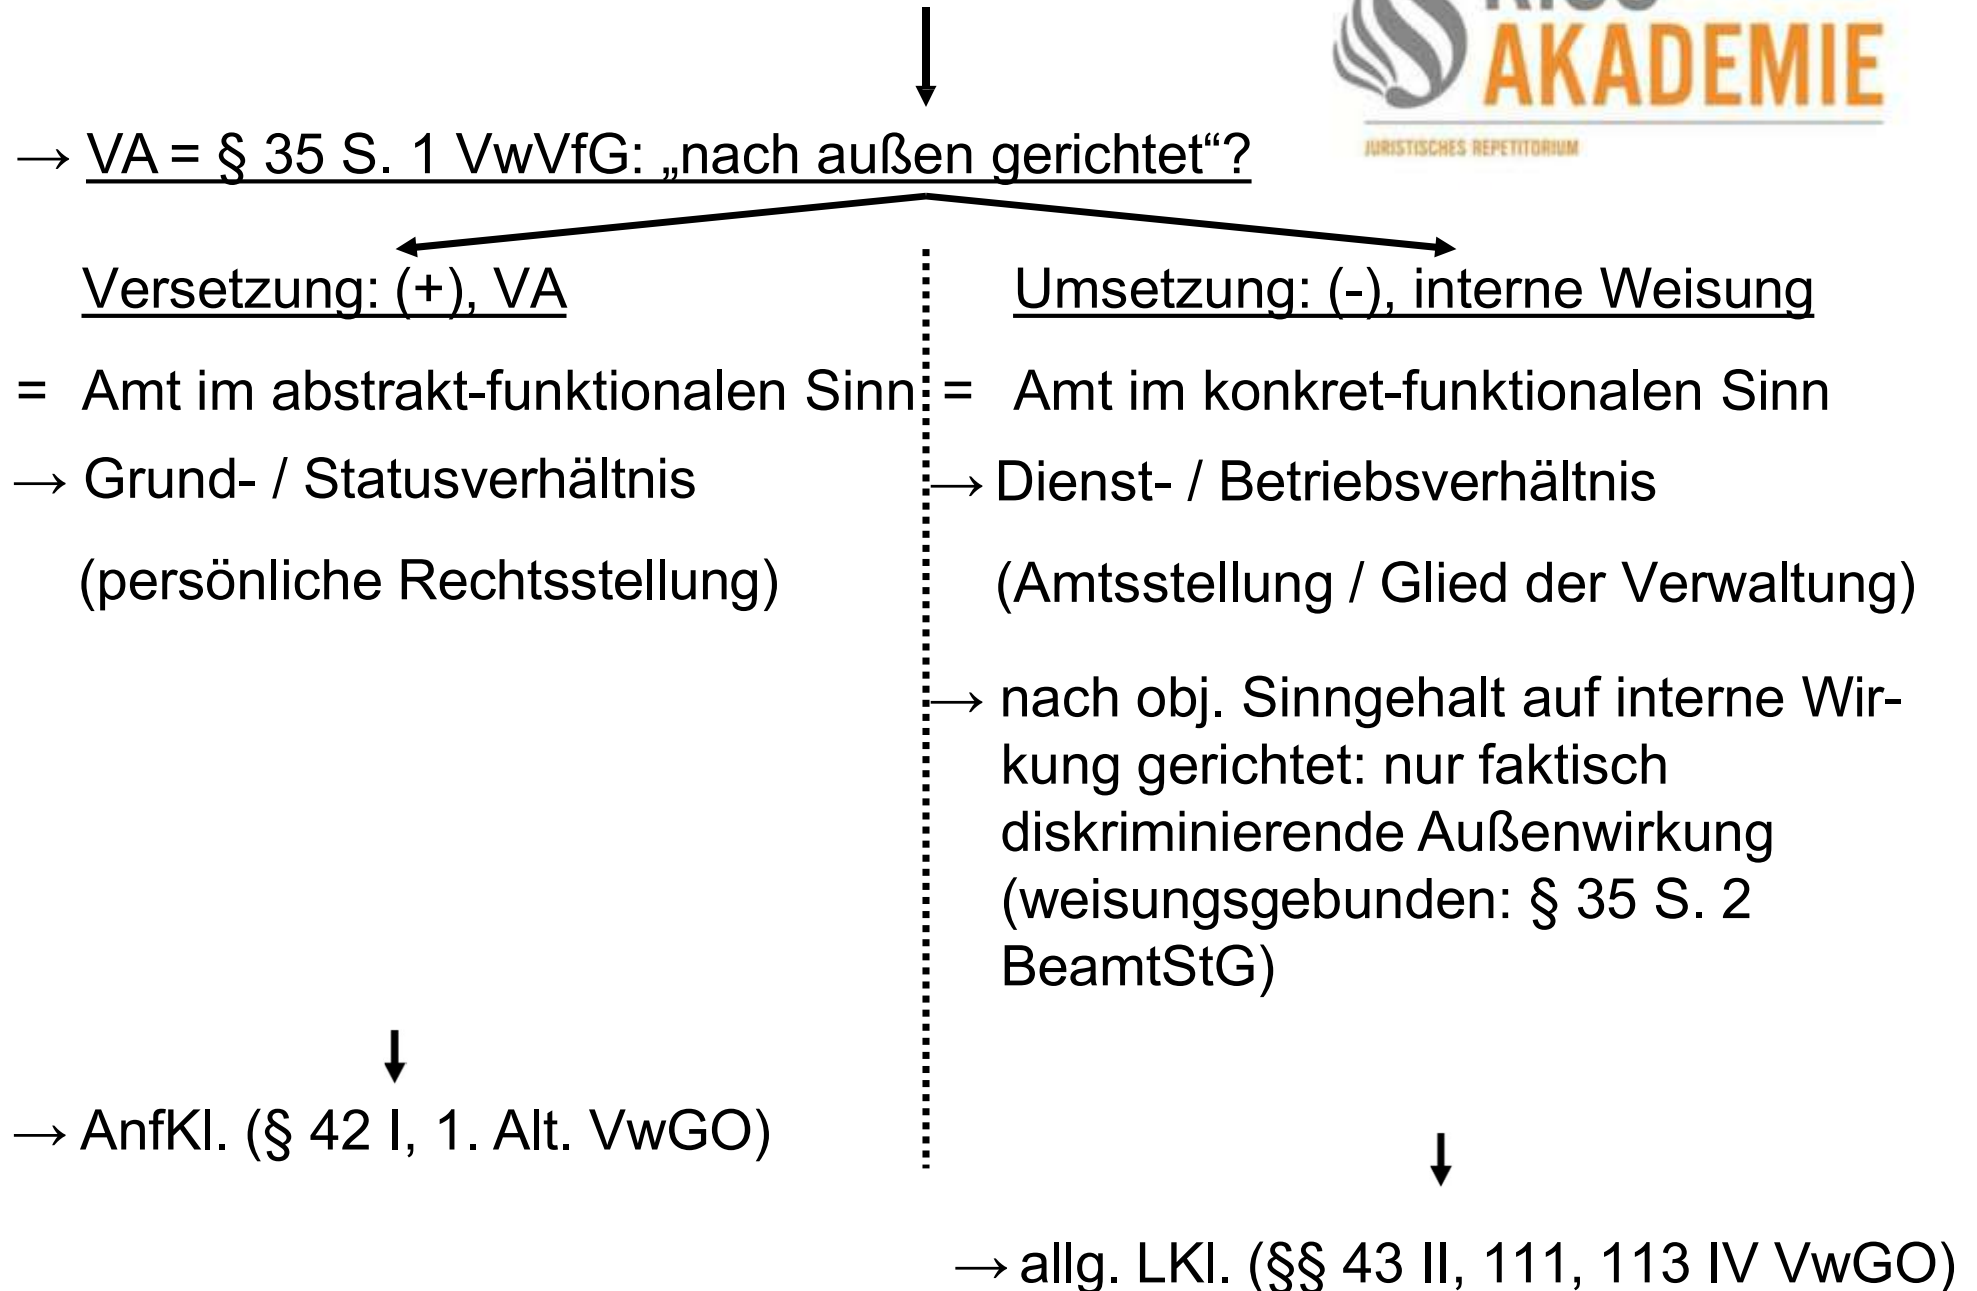 AKADEMIE
JURISTISCHES REPETITORIUM
→ VA = § 35 S. 1 VwVfG: „nach außen gerichtet“?
Versetzung: (+), VA
= Amt im abstrakt-funktionalen Sinn
→ Grund- / Statusverhältnis
(persönliche Rechtsstellung)
→ AnfKl. (§ 42 I, 1. Alt. VwGO)
Umsetzung: (-), interne Weisung
= Amt im konkret-funktionalen Sinn
→ Dienst- / Betriebsverhältnis
(Amtsstellung / Glied der Verwaltung)
→ nach obj. Sinngehalt auf interne Wir-
kung gerichtet: nur faktisch
diskriminierende Außenwirkung
(weisungsgebunden: § 35 S. 2
BeamtStG)
→ allg. LKl. (§§ 43 II, 111, 113 IV VwGO)